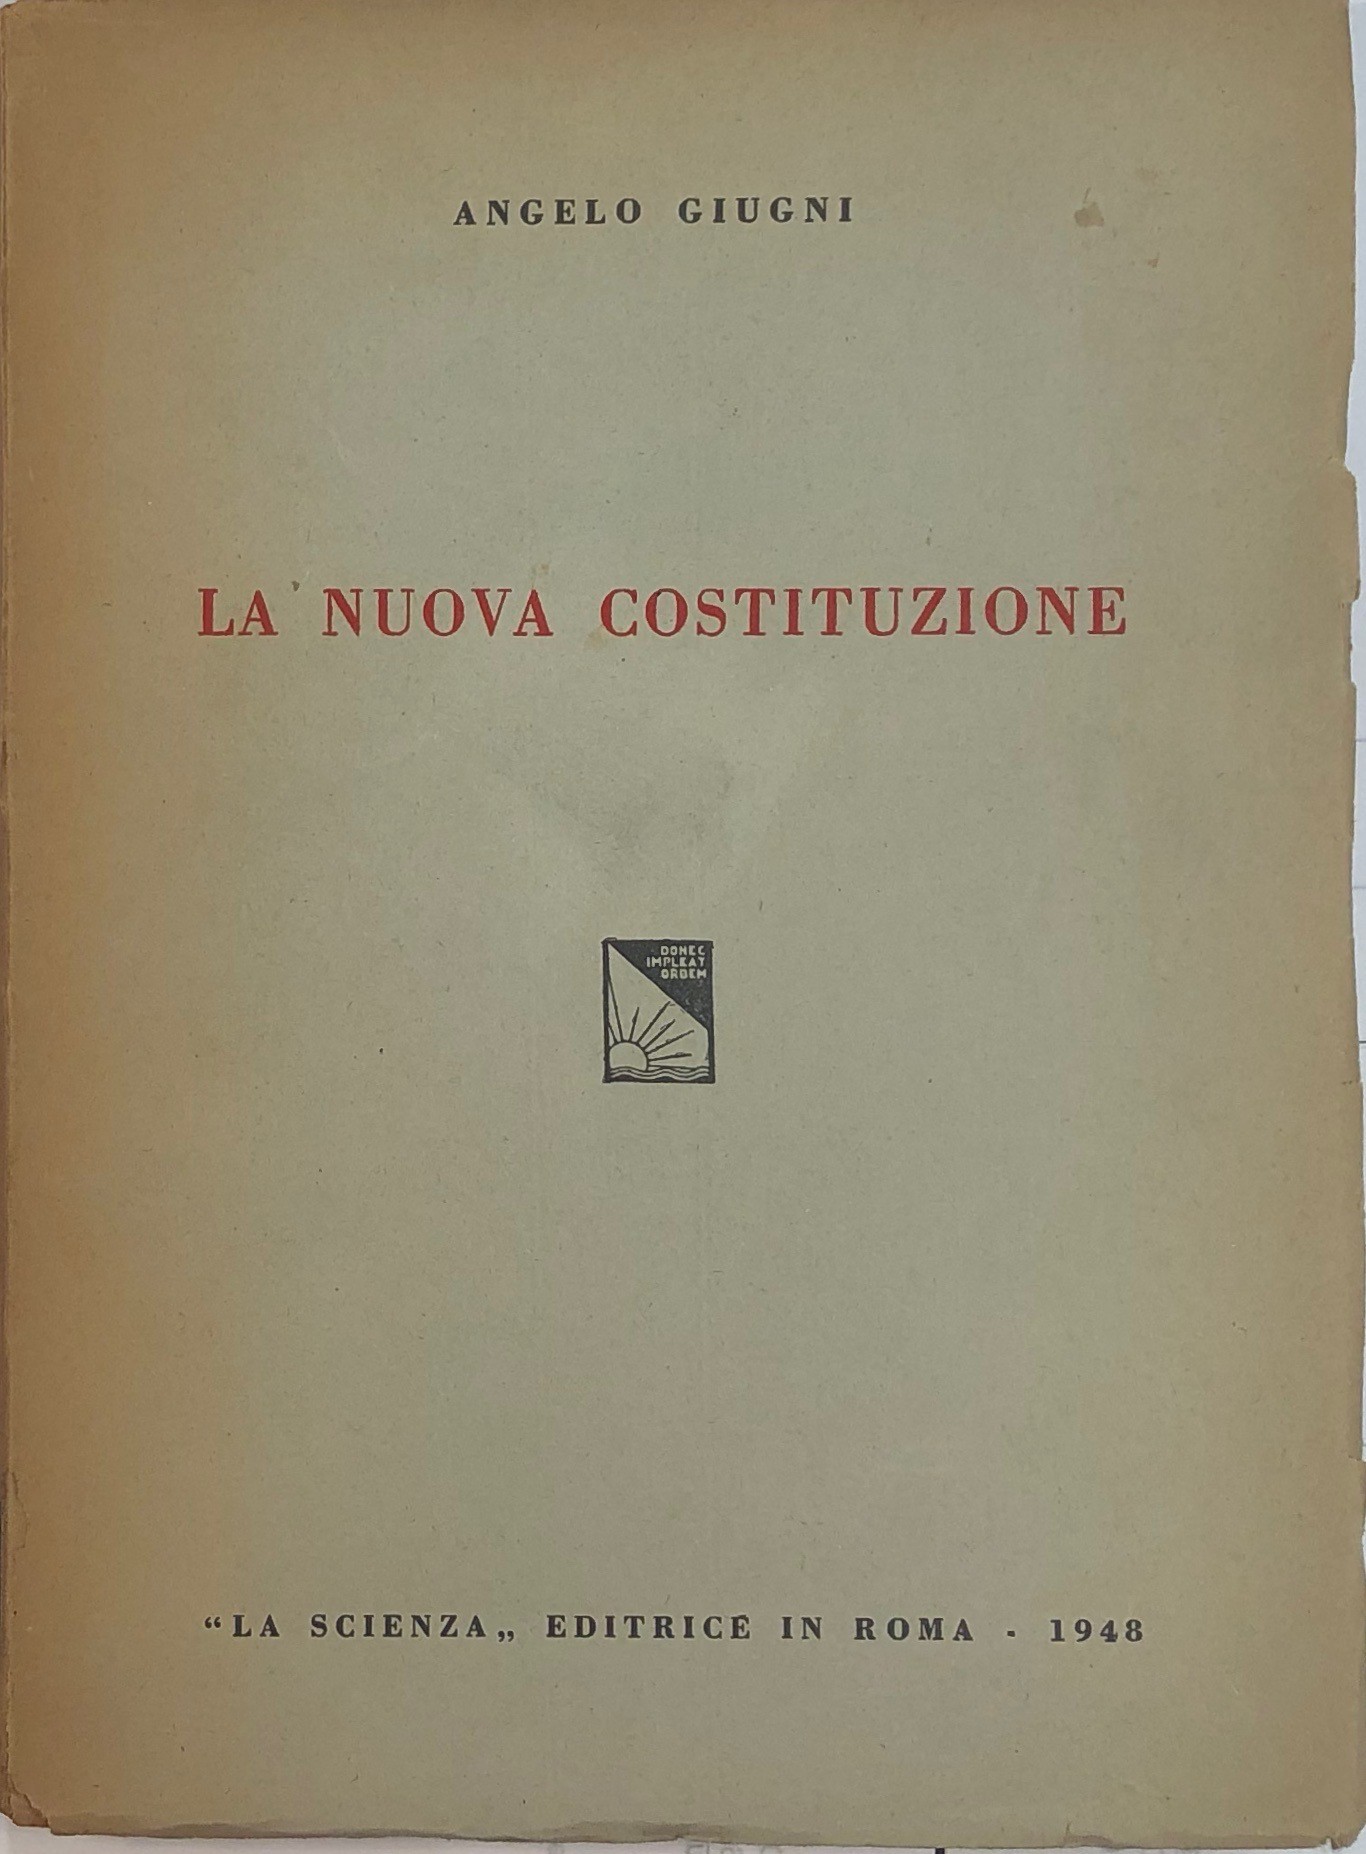 ANGELO GIUGNI
LA NUOVA COSTITUZIONE
DONEC
IMPLEAT
ORBEM
“LA SCIENZA„ EDITRICE IN ROMA - 1948